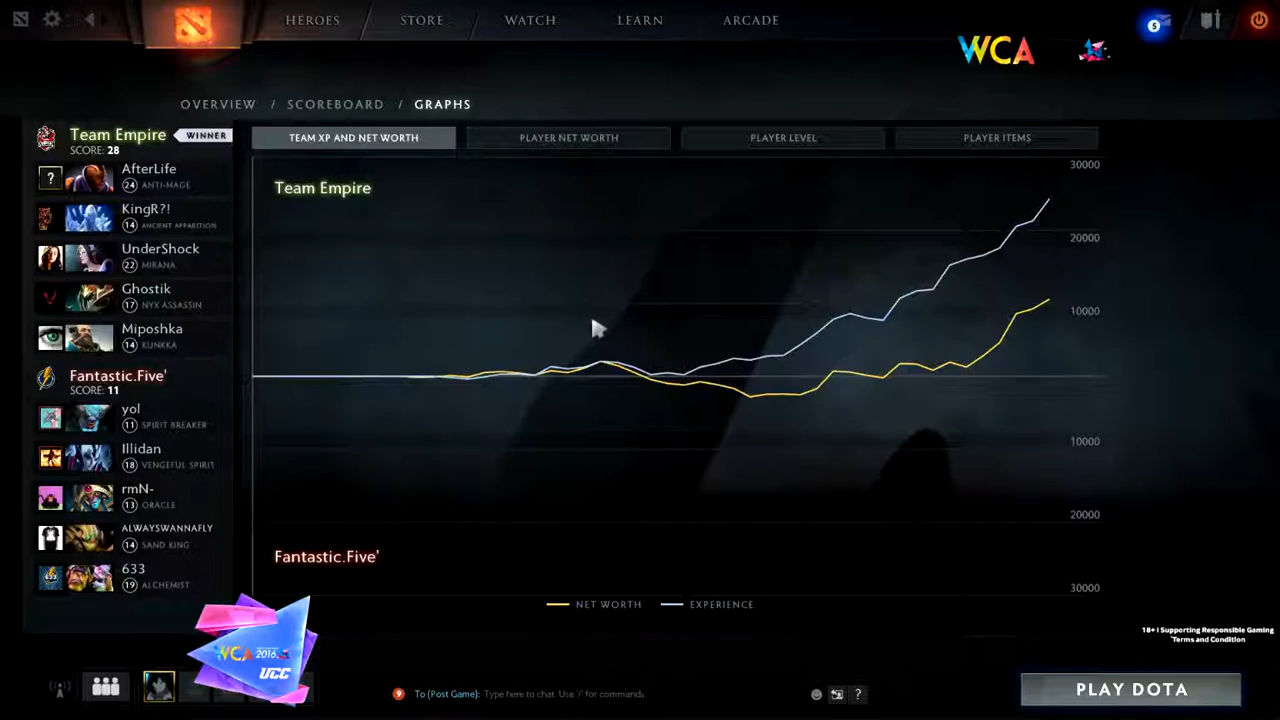 HEROES
STORE
WATCH
LEARN
ARCADE
5
WCA
OVERVIEW / SCOREBOARD / GRAPHS
Team Empire WINNER
SCORE: 28
?
AfterLife
24 ANTI-MAGE
KingR?!
14 ANCIENT APPARITION
UnderShock
22 MIRANA
Ghostik
17 NYX ASSASSIN
Miposhka
14 KUNKKA
Fantastic.Five'
SCORE: 11
yol
11 SPIRIT BREAKER
Illidan
18 VENGEFUL SPIRIT
rmN-
13 ORACLE
ALWAYSWANNAFLY
14 SAND KING
633
633
19 ALCHEMIST
TEAM XP AND NET WORTH
PLAYER NET WORTH
PLAYER LEVEL
PLAYER ITEMS
Team Empire
30000
20000
10000
10000
20000
30000
Fantastic.Five'
NET WORTH
EXPERIENCE
18+ | Supporting Responsible Gaming
*Terms and Condition
WCA 2016
UCC
9 To (Post Game): Type here to chat. Use '/' for commands.
?
PLAY DOTA